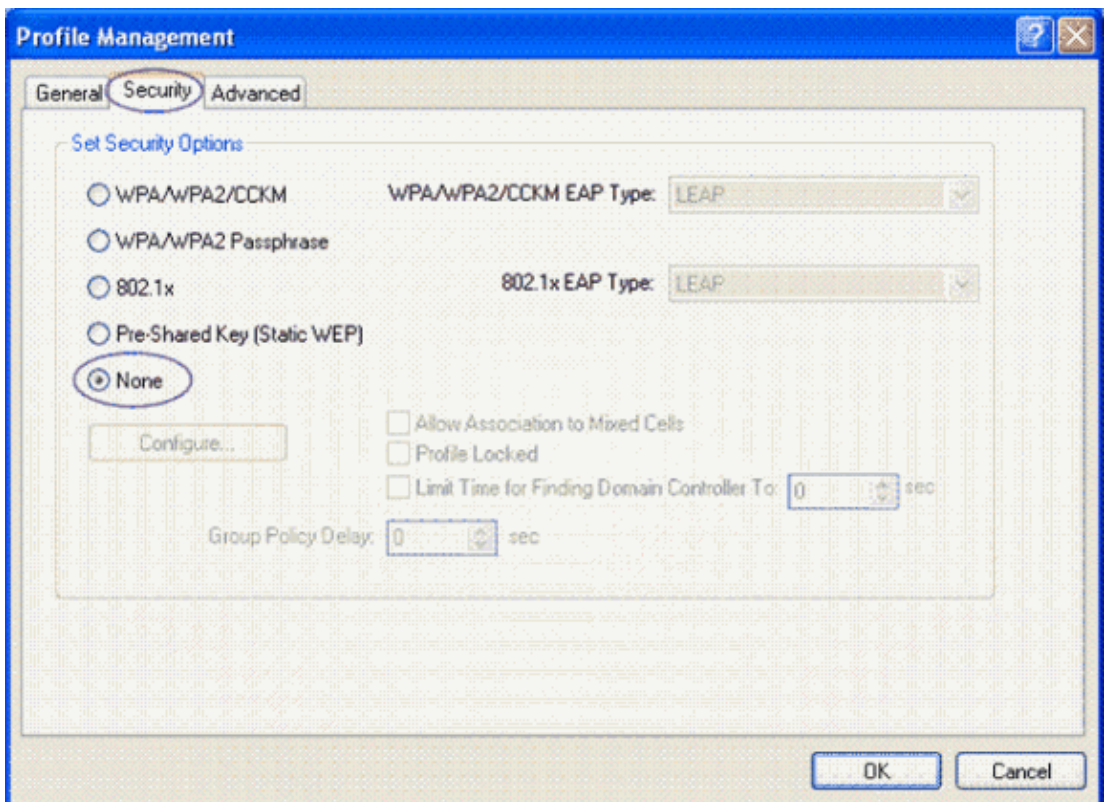 Profile Management
General Security Advanced
Set Security Options
WPA/WPA2/CCKM WPA/WPA2/CCKM EAP Type: LEAP
WPA/WPA2 Passphrase
802.1x 802.1x EAP Type: LEAP
Pre-Shared Key (Static WEP)
None
Configure... Allow Association to Mixed Cells
Profile Locked
Limit Time for Finding Domain Controller To: 0 sec
Group Policy Delay: 0 sec
OK Cancel